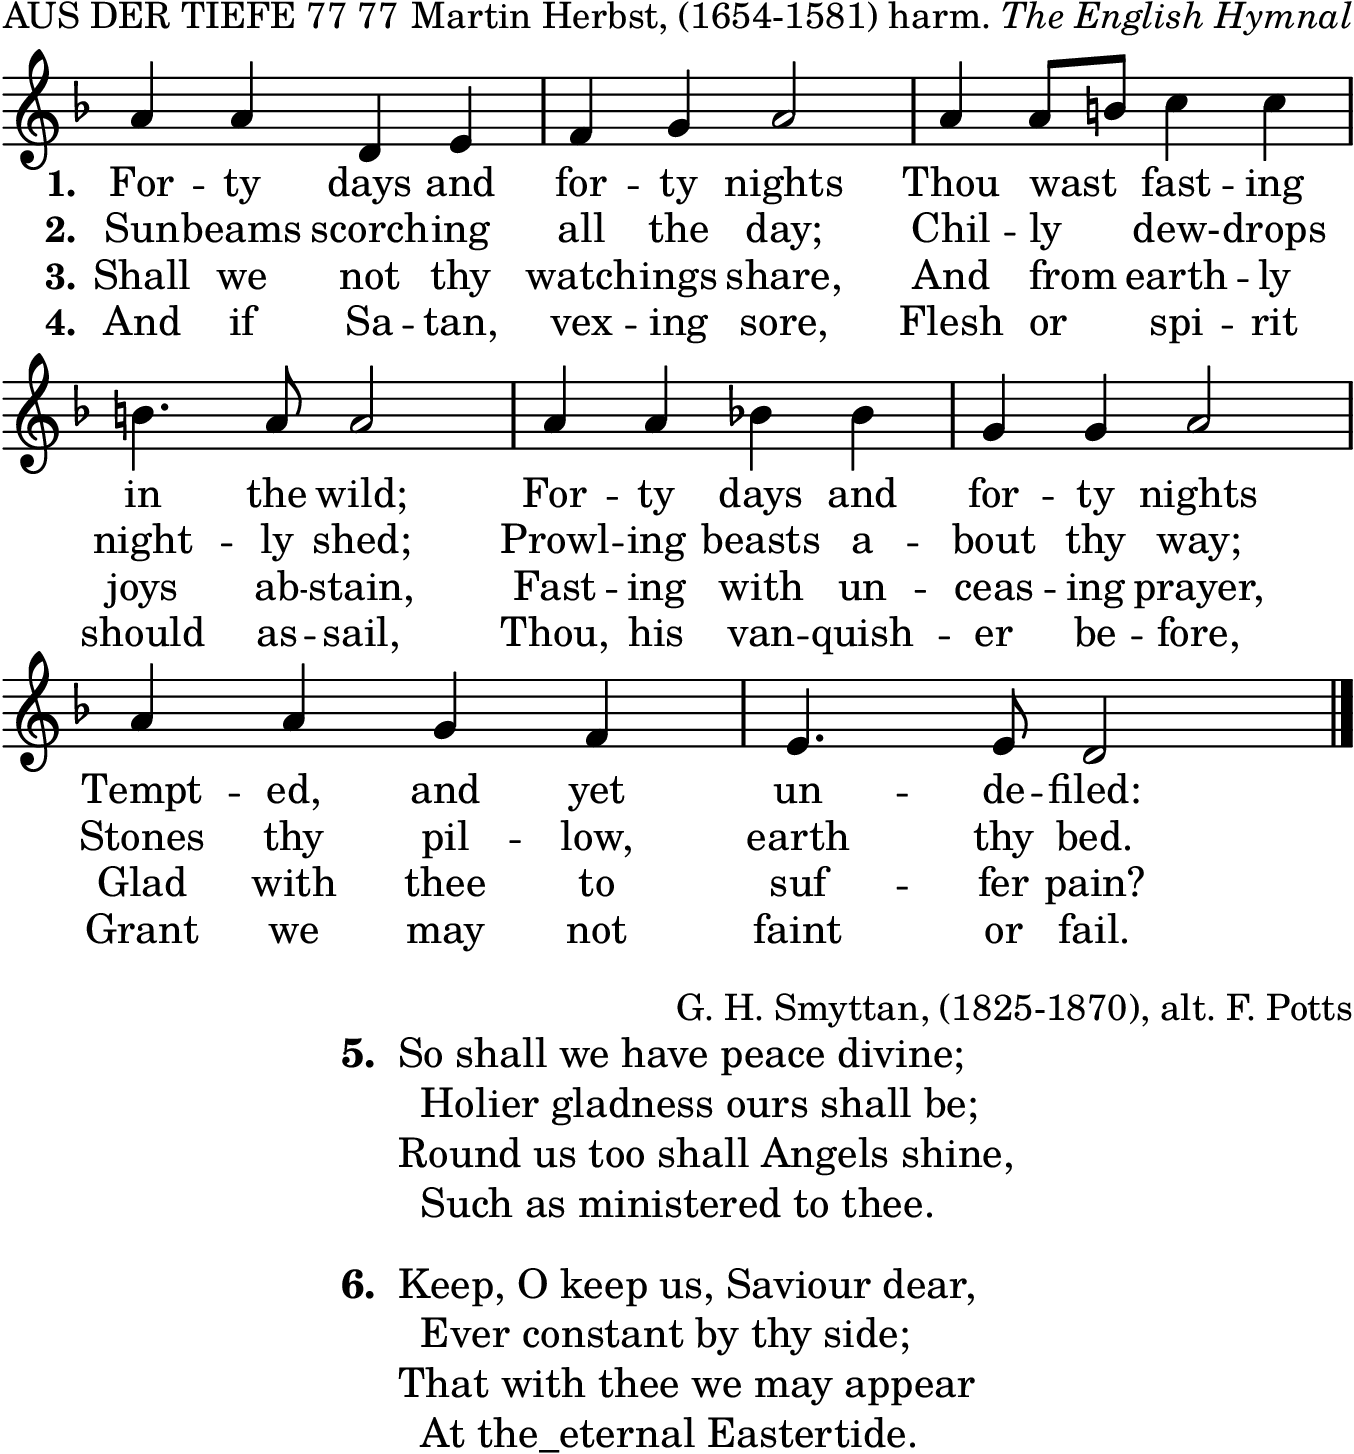 AUS DER TIEFE 77 77 Martin Herbst, (1654-1581) harm. The English Hymnal
1. For - ty days and for - ty nights Thou wast fast - ing
2. Sunbeams scorching all the day; Chil - ly dew-drops
3. Shall we not thy watchings share, And from earth - ly
4. And if Sa - tan, vex - ing sore, Flesh or spi - rit
in the wild; For - ty days and for - ty nights
night - ly shed; Prowl - ing beasts a - bout thy way;
joys ab - stain, Fast - ing with un - ceas - ing prayer,
should as - sail, Thou, his van - quish - er be - fore,
Tempt - ed, and yet un - de - filed:
Stones thy pil - low, earth thy bed.
Glad with thee to suf - fer pain?
Grant we may not faint or fail.
G. H. Smyttan, (1825-1870), alt. F. Potts
5. So shall we have peace divine;
Holier gladness ours shall be;
Round us too shall Angels shine,
Such as ministered to thee.
6. Keep, O keep us, Saviour dear,
Ever constant by thy side;
That with thee we may appear
At the_eternal Eastertide.